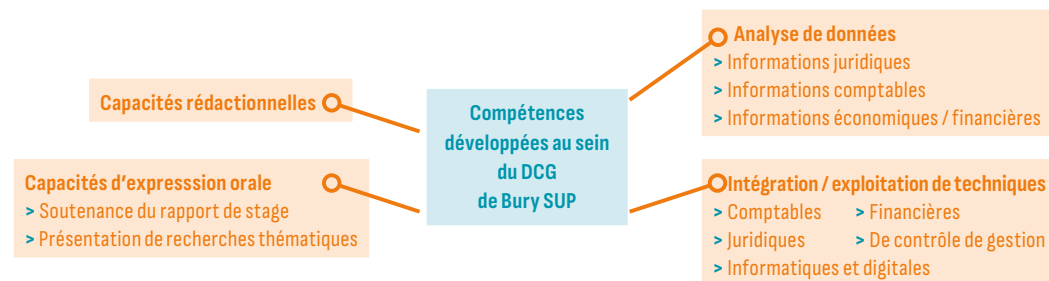 Capacités rédactionnelles
Capacités d'expresssion orale
> Soutenance du rapport de stage
> Présentation de recherches thématiques
Compétences
développées au sein
du DCG
de Bury SUP
Analyse de données
> Informations juridiques
> Informations comptables
> Informations économiques / financières
Intégration / exploitation de techniques
> Comptables > Financières
> Juridiques > De contrôle de gestion
> Informatiques et digitales